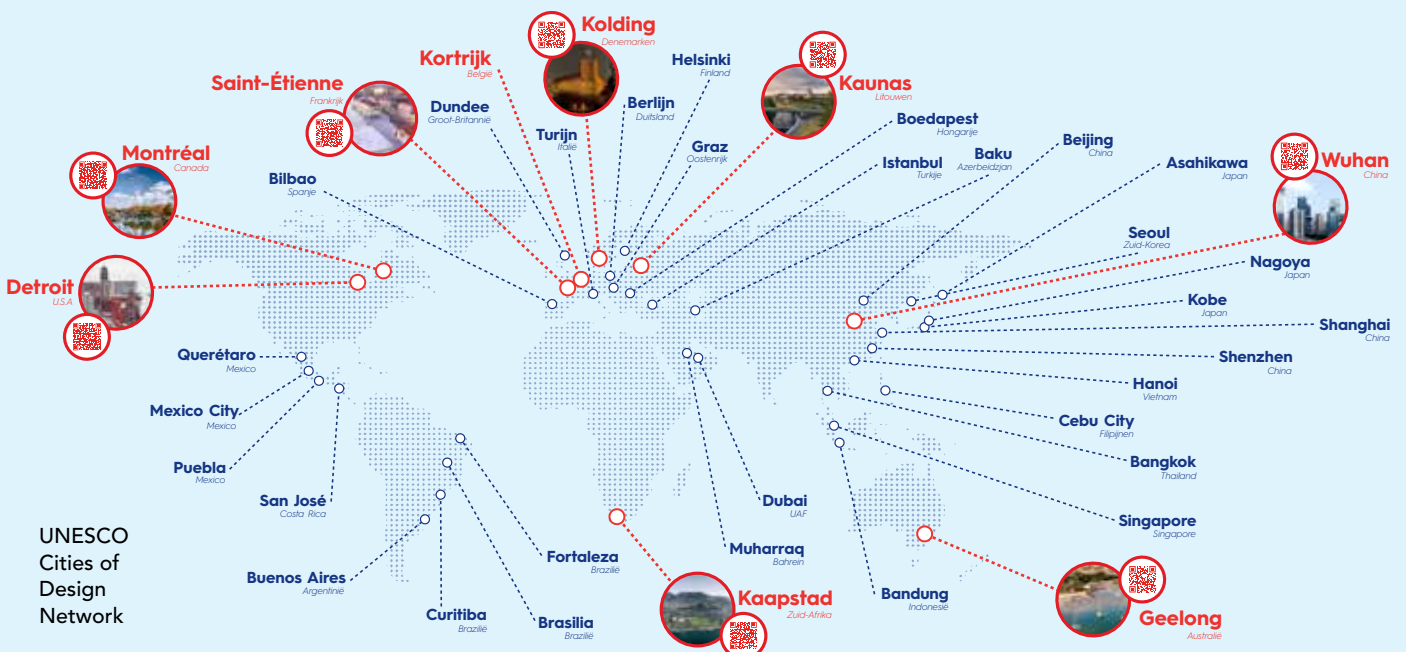 Kolding
Denemarken
Kortrijk
België
Helsinki
Finland
Saint-Étienne
Frankrijk
Kaunas
Litouwen
Dundee
Groot-Britannië
Berlijn
Duitsland
Turijn
Italië
Graz
Oostenrijk
Boedapest
Hongarije
Istanbul
Turkije
Baku
Azerbeidzjan
Beijing
China
Asahikawa
Japan
Wuhan
China
Montréal
Canada
Bilbao
Spanje
Seoul
Zuid-Korea
Nagoya
Japan
Detroit
U.S.A
Kobe
Japan
Shanghai
China
Querétaro
Mexico
Shenzhen
China
Hanoi
Vietnam
Mexico City
Mexico
Cebu City
Filipijnen
Puebla
Mexico
Bangkok
Thailand
San José
Costa Rica
Dubai
UAF
Singapore
Singapore
UNESCO
Cities of
Design
Network
Muharraq
Bahrein
Fortaleza
Brazilië
Buenos Aires
Argentinië
Bandung
Indonesië
Kaapstad
Zuid-Afrika
Curitiba
Brazilië
Brasilia
Brazilië
Geelong
Australië